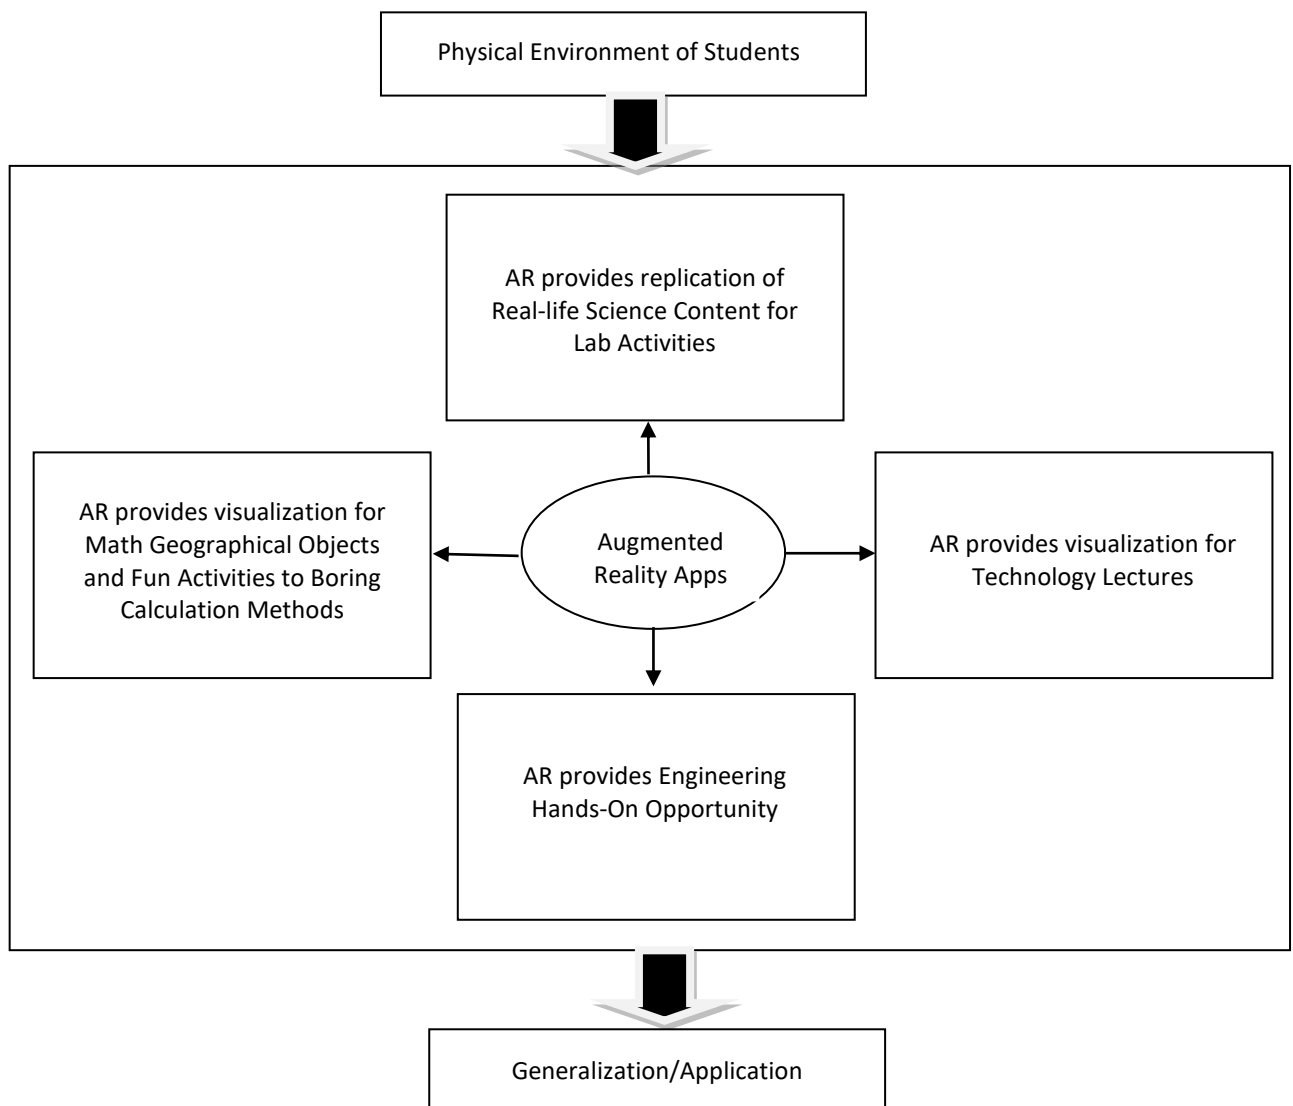 Physical Environment of Students
AR provides replication of
Real-life Science Content for
Lab Activities
AR provides visualization for
Math Geographical Objects
and Fun Activities to Boring
Calculation Methods
Augmented
Reality Apps
AR provides visualization for
Technology Lectures
AR provides Engineering
Hands-On Opportunity
Generalization/Application